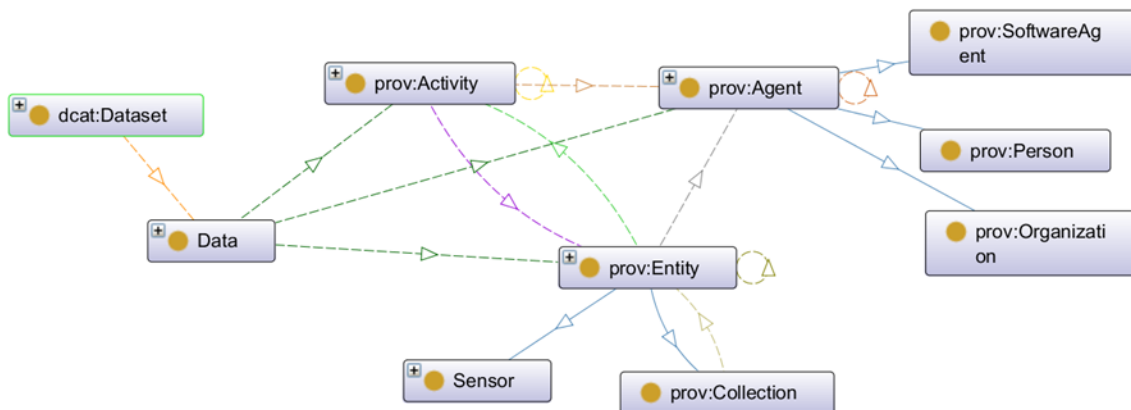 prov:SoftwareAg
ent
prov:Activity
prov:Agent
dcat:Dataset
prov:Person
Data
prov:Organizati
on
prov:Entity
Sensor
prov:Collection